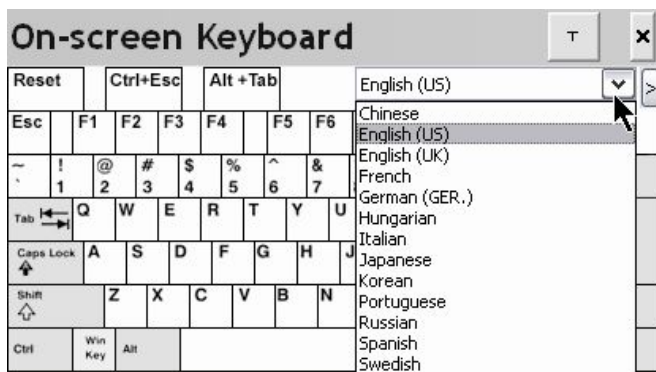 On-screen Keyboard T ×
Reset Ctrl+Esc Alt +Tab English (US) >
Esc F1 F2 F3 F4 F5 F6
~ ! @ # $ % ^ &
` 1 2 3 4 5 6 7
Tab Q W E R T Y U
Caps Lock A S D F G H J
Shift Z X C V B N
Ctrl Win Key Alt
Chinese
English (US)
English (UK)
French
German (GER.)
Hungarian
Italian
Japanese
Korean
Portuguese
Russian
Spanish
Swedish